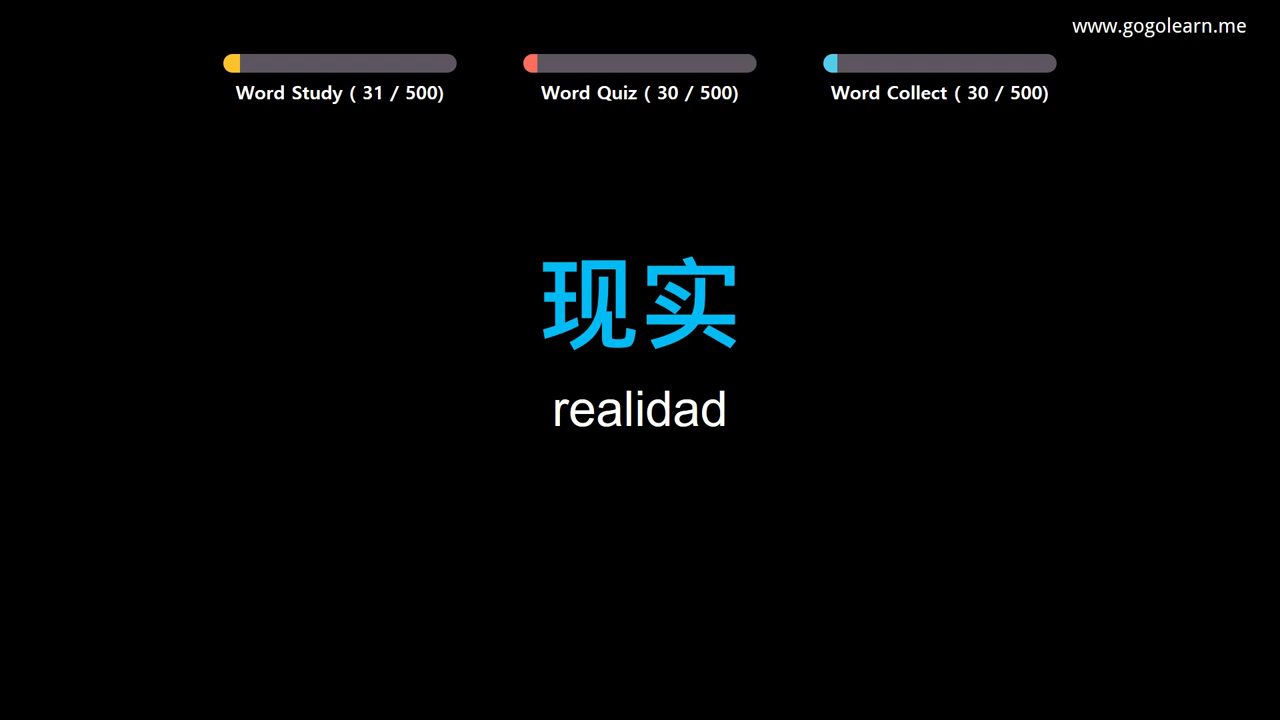 www.gogolearn.me
Word Study ( 31 / 500)
Word Quiz ( 30 / 500)
Word Collect ( 30 / 500)
现实
realidad